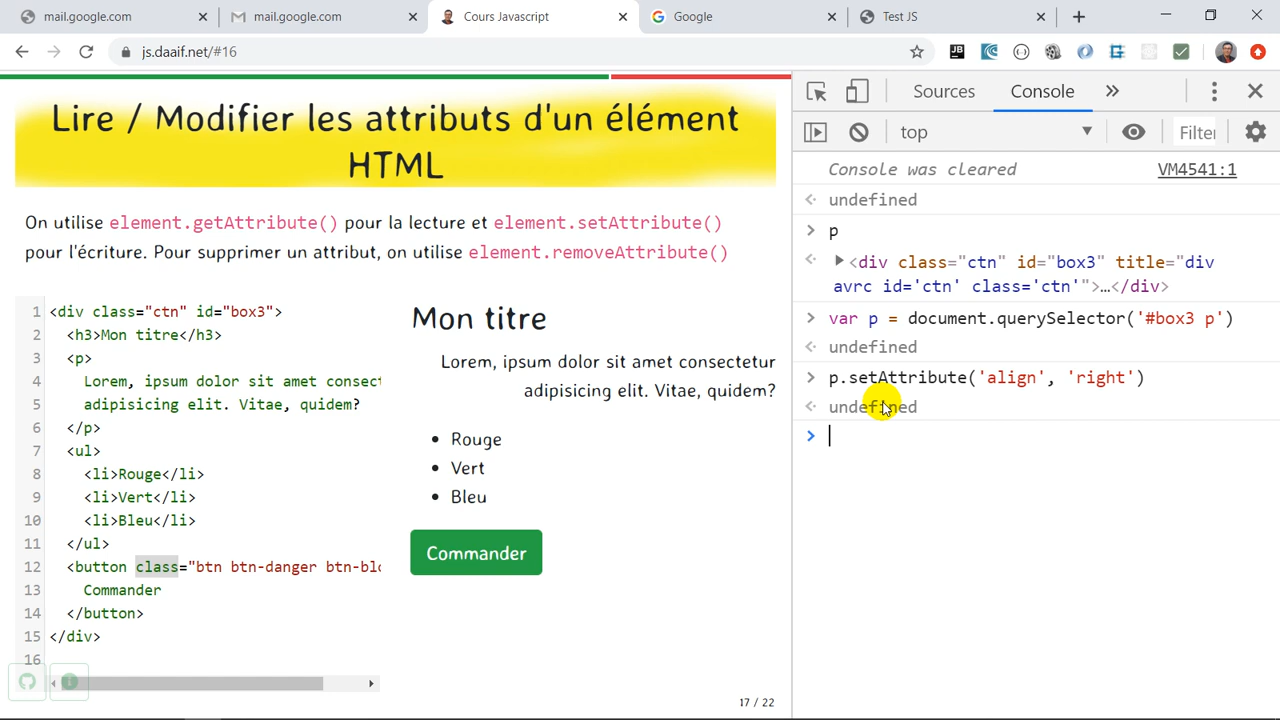 mail.google.com
mail.google.com
Cours Javascript
Google
Test JS
js.daaif.net/#16
Lire / Modifier les attributs d'un élément
HTML
On utilise element.getAttribute() pour la lecture et element.setAttribute()
pour l'écriture. Pour supprimer un attribut, on utilise element.removeAttribute()
1 <div class="ctn" id="box3">
2 <h3>Mon titre</h3>
3 <p>
4 Lorem, ipsum dolor sit amet consect
5 adipisicing elit. Vitae, quidem?
6 </p>
7 <ul>
8 <li>Rouge</li>
9 <li>Vert</li>
10 <li>Bleu</li>
11 </ul>
12 <button class="btn btn-danger btn-blo
13 Commander
14 </button>
15 </div>
16
Mon titre
Lorem, ipsum dolor sit amet consectetur
adipisicing elit. Vitae, quidem?
Rouge
Vert
Bleu
Commander
17 / 22
Sources
Console
top
Filter
Console was cleared VM4541:1
undefined
p
<div class="ctn" id="box3" title="div
avrc id='ctn' class='ctn'">…</div>
var p = document.querySelector('#box3 p')
undefined
p.setAttribute('align', 'right')
undefined